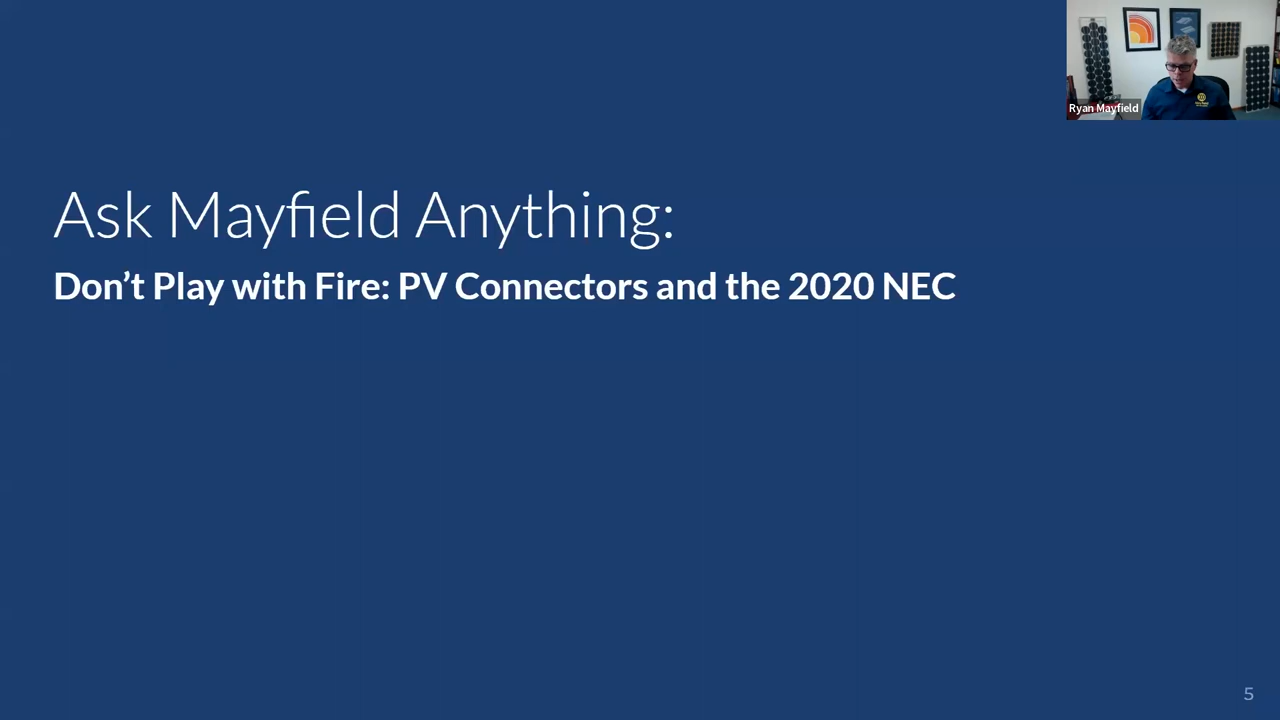 Ryan Mayfield
Ask Mayfield Anything:
Don’t Play with Fire: PV Connectors and the 2020 NEC
5